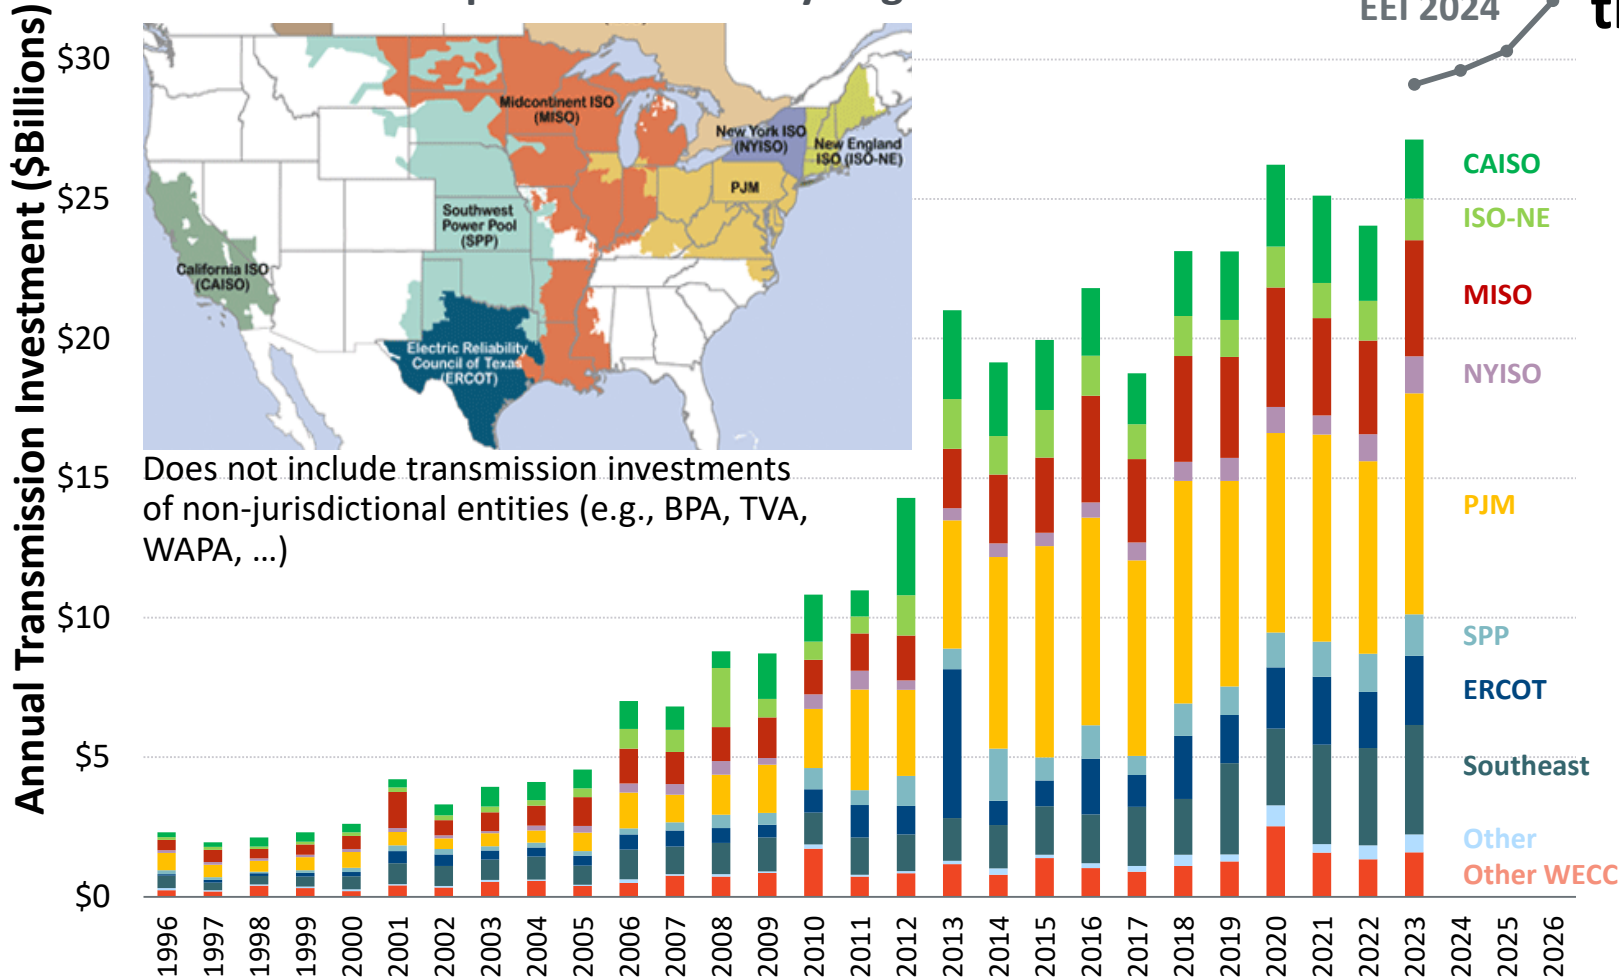 EEI 2024
Annual Transmission Investment ($Billions)
$30
$25
$20
$15
$10
$5
$0
Midcontinent ISO
(MISO)
New York ISO
(NYISO)
New England
ISO (ISO-NE)
PJM
Southwest
Power Pool
(SPP)
California ISO
(CAISO)
Electric Reliability
Council of Texas
(ERCOT)
Does not include transmission investments
of non-jurisdictional entities (e.g., BPA, TVA,
WAPA, …)
CAISO
ISO-NE
MISO
NYISO
PJM
SPP
ERCOT
Southeast
Other
Other WECC
1996
1997
1998
1999
2000
2001
2002
2003
2004
2005
2006
2007
2008
2009
2010
2011
2012
2013
2014
2015
2016
2017
2018
2019
2020
2021
2022
2023
2024
2025
2026